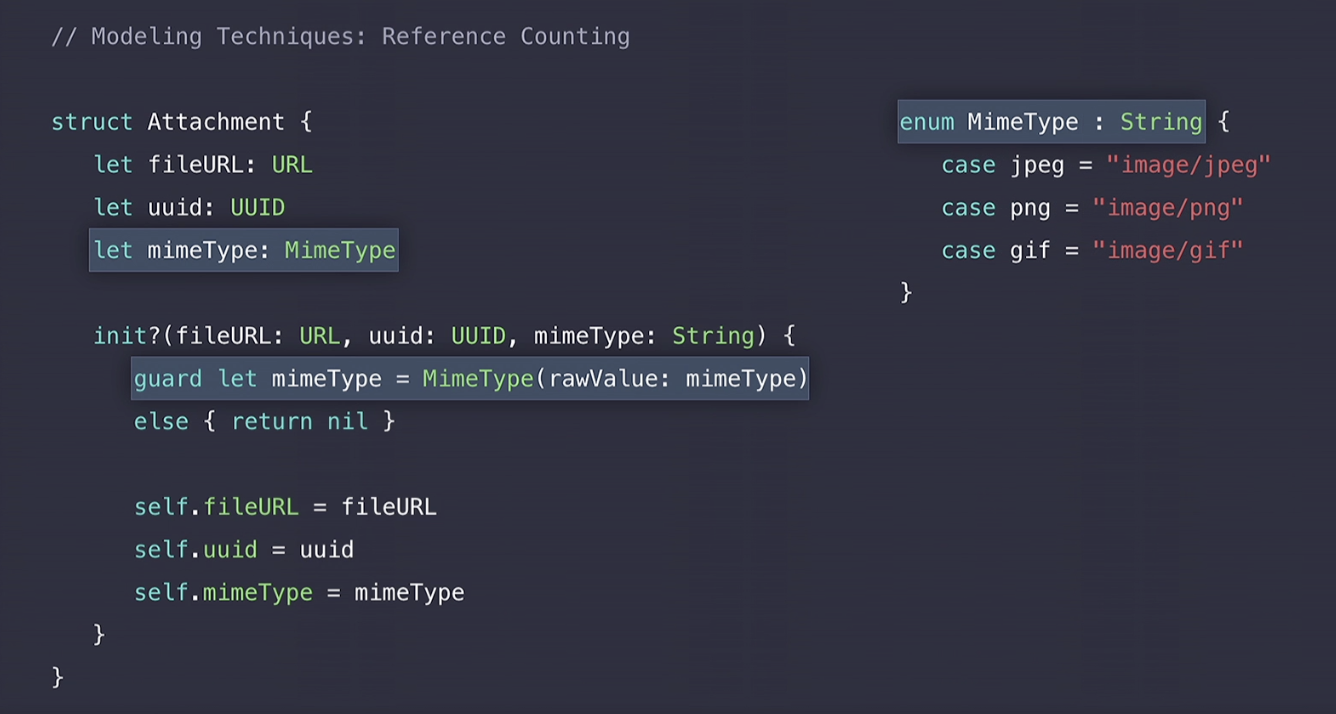 // Modeling Techniques: Reference Counting
struct Attachment {
    let fileURL: URL
    let uuid: UUID
    let mimeType: MimeType

    init?(fileURL: URL, uuid: UUID, mimeType: String) {
        guard let mimeType = MimeType(rawValue: mimeType)
        else { return nil }

        self.fileURL = fileURL
        self.uuid = uuid
        self.mimeType = mimeType
    }
}
enum MimeType : String {
    case jpeg = "image/jpeg"
    case png = "image/png"
    case gif = "image/gif"
}